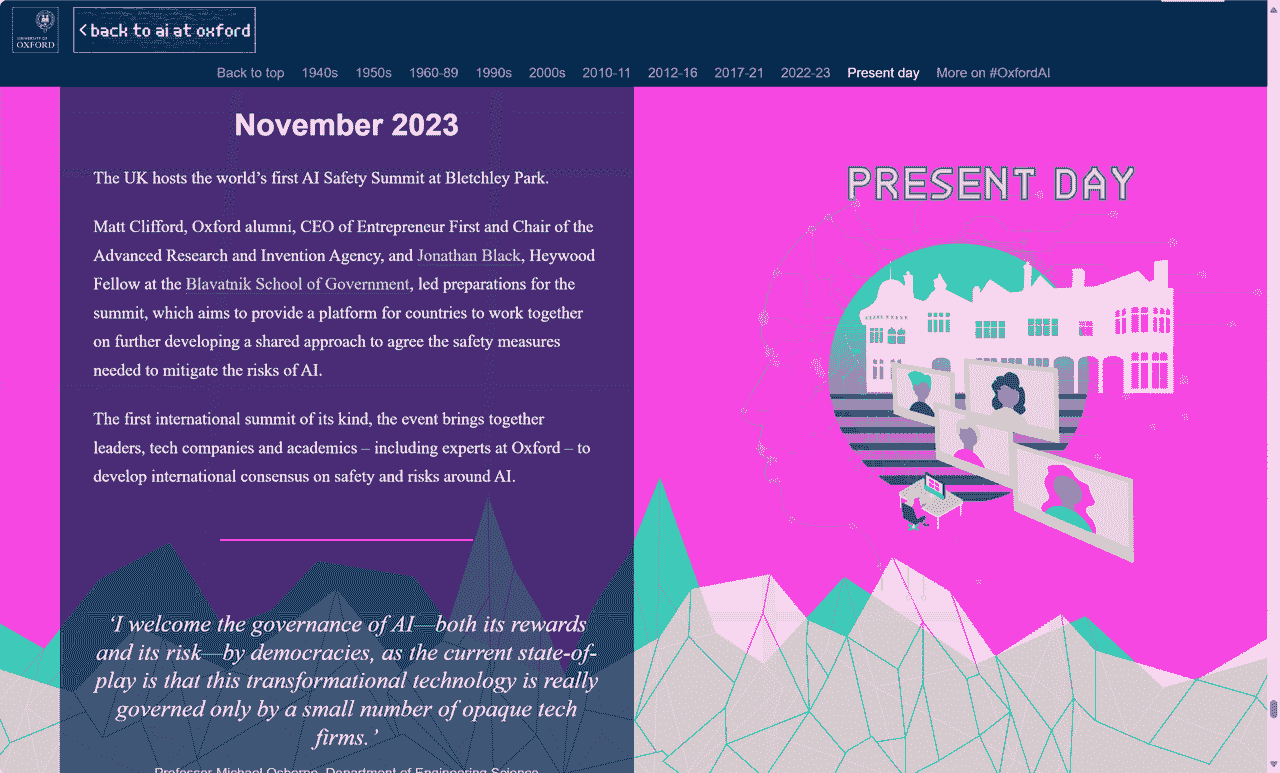 UNIVERSITY OF
OXFORD
back to ai at oxford
Back to top 1940s 1950s 1960-89 1990s 2000s 2010-11 2012-16 2017-21 2022-23 Present day More on #OxfordAI
November 2023
The UK hosts the world’s first AI Safety Summit at Bletchley Park.
Matt Clifford, Oxford alumni, CEO of Entrepreneur First and Chair of the
Advanced Research and Invention Agency, and Jonathan Black, Heywood
Fellow at the Blavatnik School of Government, led preparations for the
summit, which aims to provide a platform for countries to work together
on further developing a shared approach to agree the safety measures
needed to mitigate the risks of AI.
The first international summit of its kind, the event brings together
leaders, tech companies and academics – including experts at Oxford – to
develop international consensus on safety and risks around AI.
‘I welcome the governance of AI—both its rewards
and its risk—by democracies, as the current state-of-
play is that this transformational technology is really
governed only by a small number of opaque tech
firms.’
Professor Michael Osborne, Department of Engineering Science
PRESENT DAY